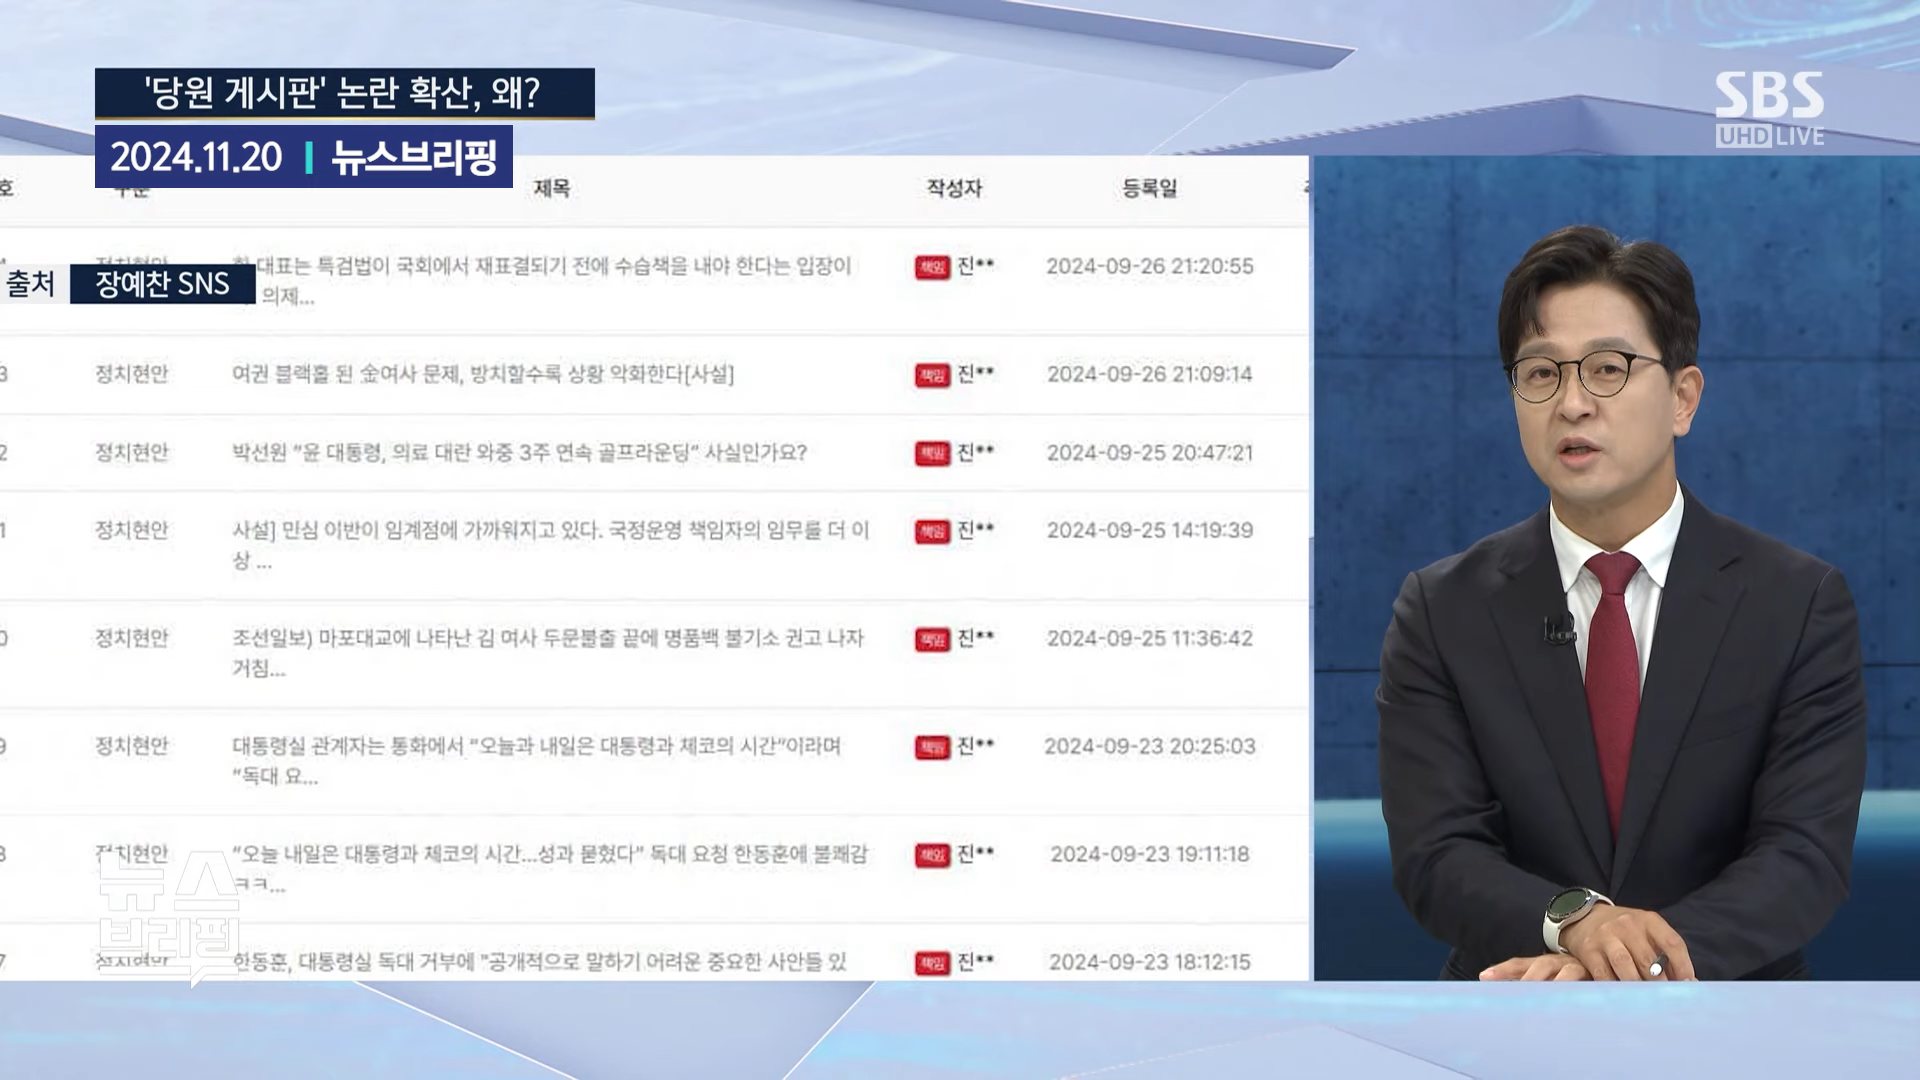 '당원 게시판' 논란 확산, 왜?
2024.11.20 | 뉴스브리핑
SBS
UHD LIVE
제목 작성자 등록일
출처 장예찬 SNS
대표는 특검법이 국회에서 재표결되기 전에 수습책을 내야 한다는 입장이 책임 진** 2024-09-26 21:20:55
의제...
3 정치현안 여권 블랙홀 된 金여사 문제, 방치할수록 상황 악화한다[사설] 책임 진** 2024-09-26 21:09:14
2 정치현안 박선원 "윤 대통령, 의료 대란 와중 3주 연속 골프라운딩" 사실인가요? 책임 진** 2024-09-25 20:47:21
1 정치현안 사설] 민심 이반이 임계점에 가까워지고 있다. 국정운영 책임자의 임무를 더 이 책임 진** 2024-09-25 14:19:39
상 ...
0 정치현안 조선일보) 마포대교에 나타난 김 여사 두문불출 끝에 명품백 불기소 권고 나자 책임 진** 2024-09-25 11:36:42
거침...
9 정치현안 대통령실 관계자는 통화에서 "오늘과 내일은 대통령과 체코의 시간"이라며 책임 진** 2024-09-23 20:25:03
"독대 요...
8 정치현안 "오늘 내일은 대통령과 체코의 시간...성과 묻혔다" 독대 요청 한동훈에 불쾌감 책임 진** 2024-09-23 19:11:18
ㅋㅋ...
7 정치현안 한동훈, 대통령실 독대 거부에 "공개적으로 말하기 어려운 중요한 사안들 있 책임 진** 2024-09-23 18:12:15
뉴스
브리핑